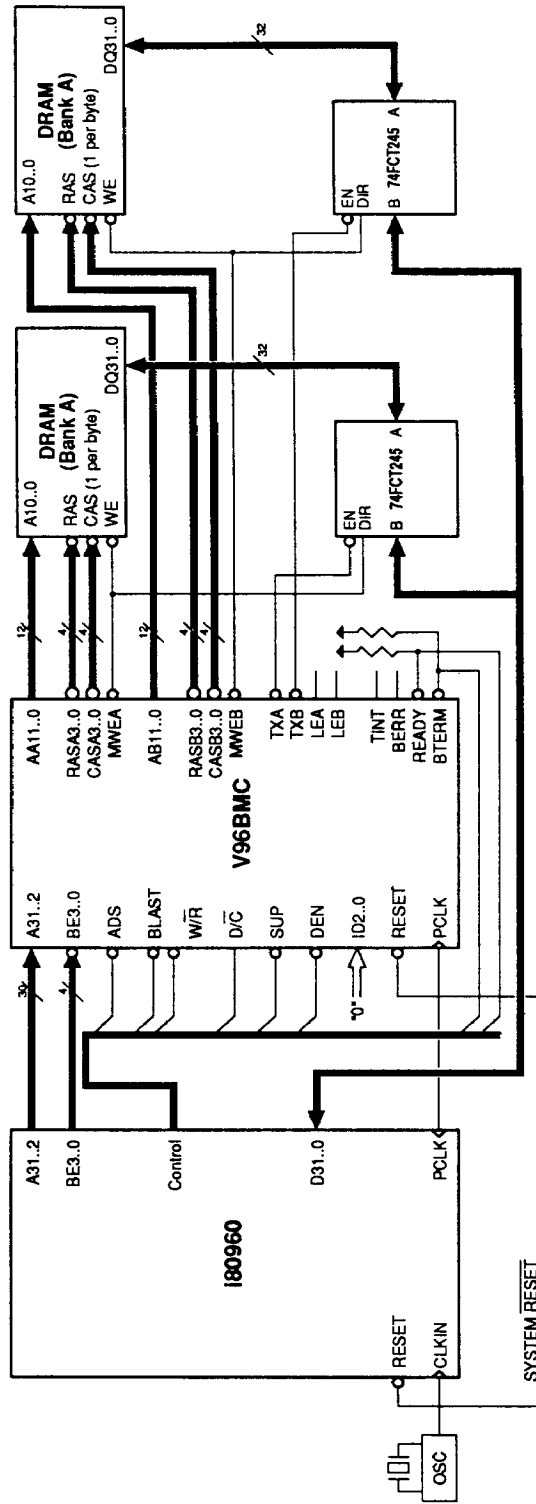 OSC
RESET
CLKIN
SYSTEM RESET
i80960
A31..2
BE3..0
Control
D31..0
PCLK
30
4
"0"
A31..2
BE3..0
ADS
BLAST
W/R
D/C
SUP
DEN
ID2..0
RESET
PCLK
V96BMC
AA11..0
RASA3..0
CASA3..0
MWEA
AB11..0
RASB3..0
CASB3..0
MWEB
TXA
TXB
LEA
LEB
TINT
BERR
READY
BTERM
12
4
4
12
4
4
A10..0
RAS
CAS (1 per byte)
WE
DRAM
(Bank A)
DQ31..0
32
EN
DIR
B 74FCT245 A
A10..0
RAS
CAS (1 per byte)
WE
DRAM
(Bank A)
DQ31..0
32
EN
DIR
B 74FCT245 A